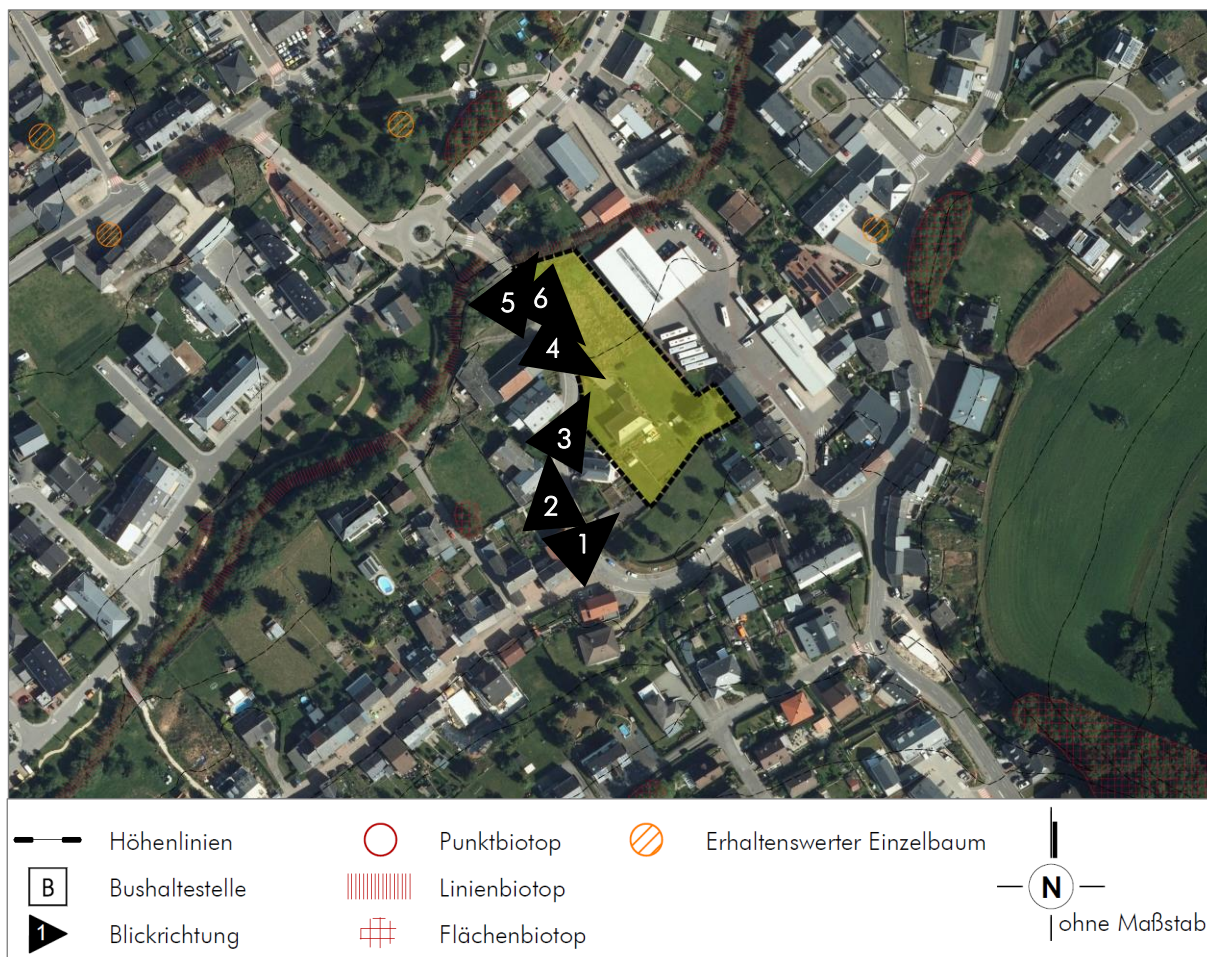 5
6
4
3
2
1
Höhenlinien
Punktbiotop
Erhaltenswerter Einzelbaum
B
Bushaltestelle
Linienbiotop
N
1
Blickrichtung
Flächenbiotop
ohne Maßstab